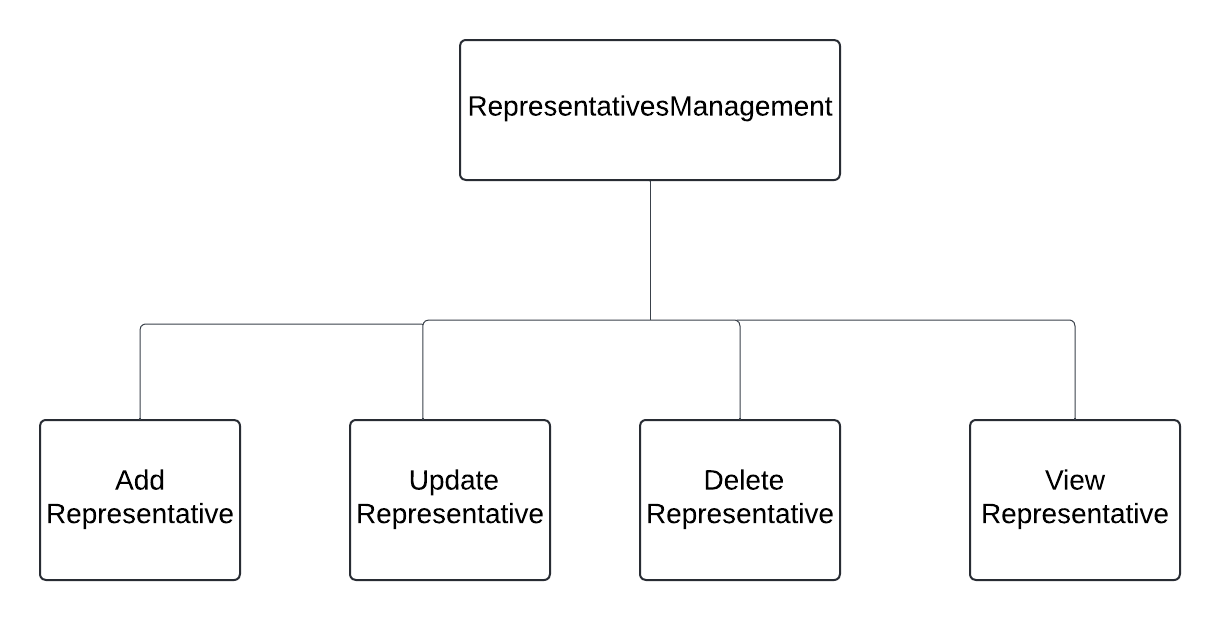 RepresentativesManagement
Add
Representative
Update
Representative
Delete
Representative
View
Representative